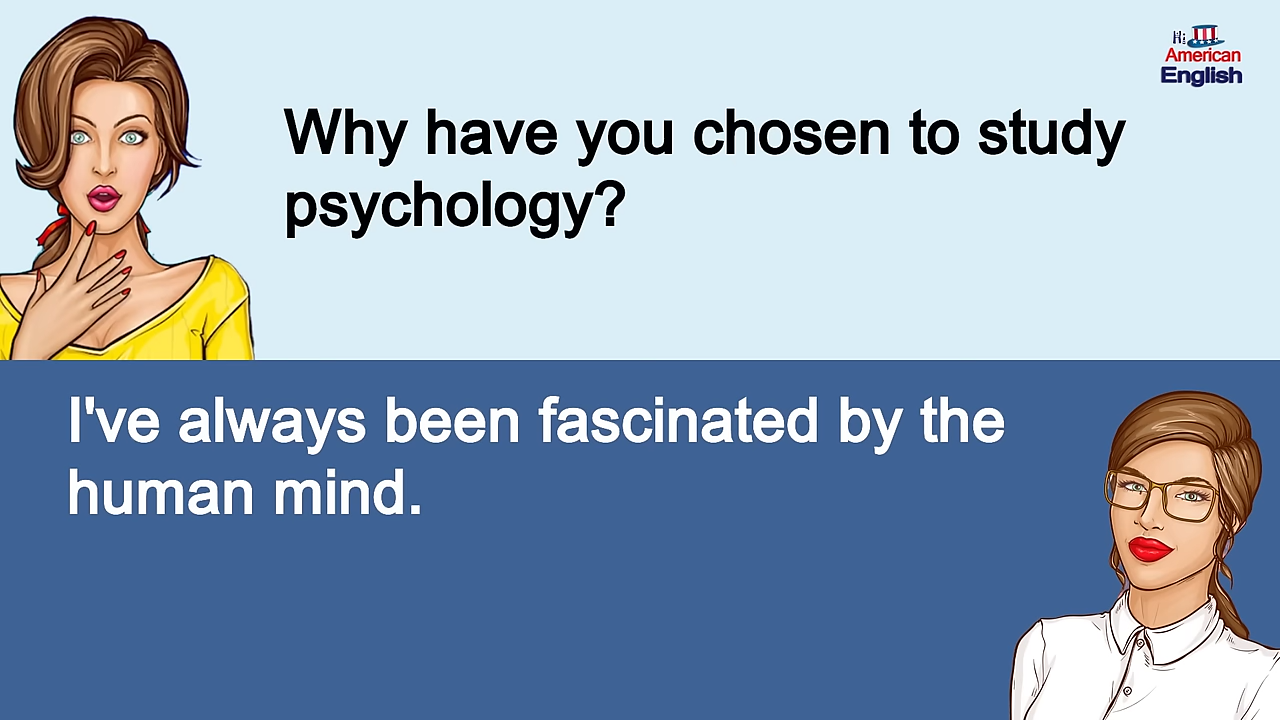 Hi
American
English
Why have you chosen to study
psychology?
I've always been fascinated by the
human mind.